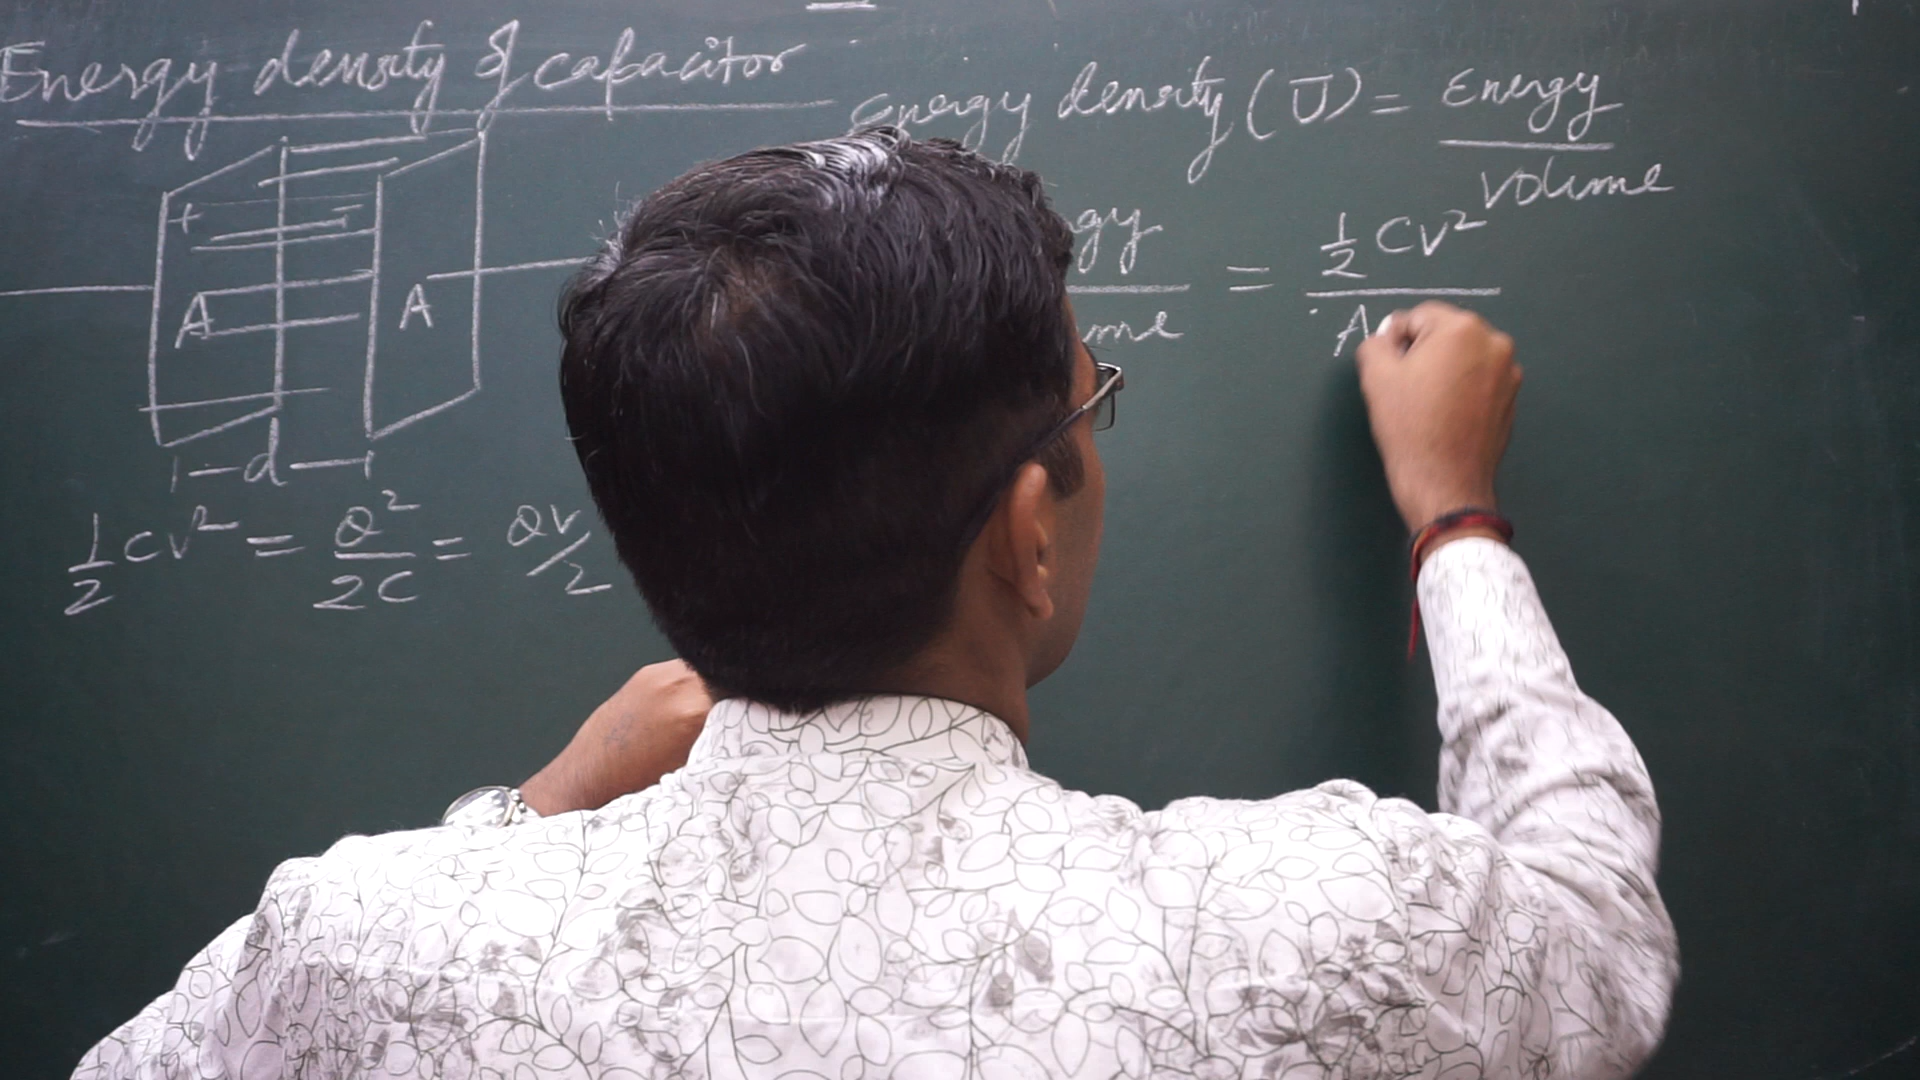 Energy density of capacitor
+
A A
d
1/2 CV² = Q²/2C = QV/2
Energy density (U) = Energy/Volume
= ½ CV²/A